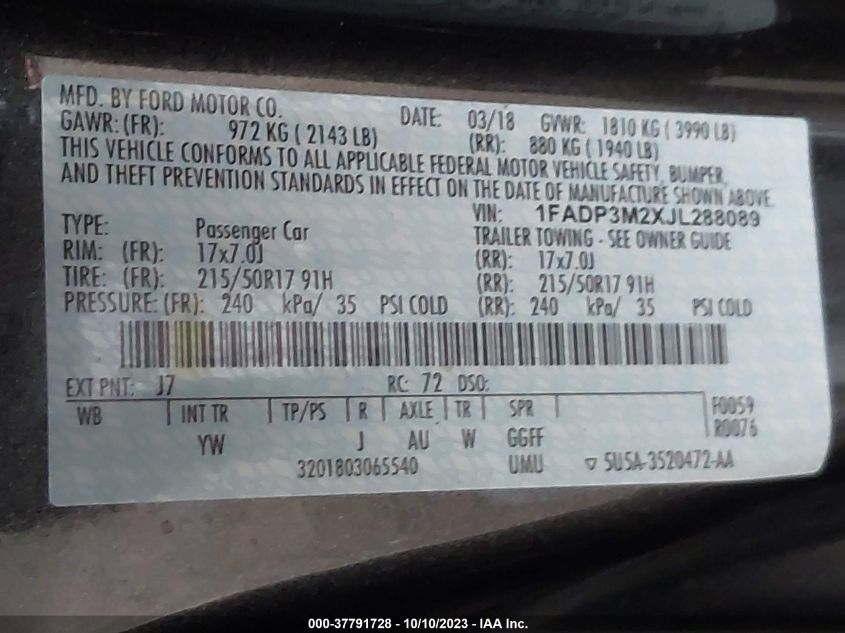 MFD. BY FORD MOTOR CO. DATE: 03/18 GVWR: 1810 KG ( 3990 LB)
GAWR: (FR): 972 KG ( 2143 LB) (RR): 880 KG ( 1940 LB)
THIS VEHICLE CONFORMS TO ALL APPLICABLE FEDERAL MOTOR VEHICLE SAFETY, BUMPER,
AND THEFT PREVENTION STANDARDS IN EFFECT ON THE DATE OF MANUFACTURE SHOWN ABOVE.
VIN: 1FADP3M2XJL288089
TYPE: Passenger Car TRAILER TOWING - SEE OWNER GUIDE
RIM: (FR): 17x7.0J (RR): 17x7.0J
TIRE: (FR): 215/50R17 91H (RR): 215/50R17 91H
PRESSURE: (FR): 240 kPa/ 35 PSI COLD (RR): 240 kPa/ 35 PSI COLD
EXT PNT: J7 RC: 72 DSO:
WB INT TR TP/PS R AXLE TR SPR F0059
YW J AU W GGFF R0076
3201803065540 UMU ▽ 5U5A-3520472-AA
000-37791728 - 10/10/2023 - IAA Inc.